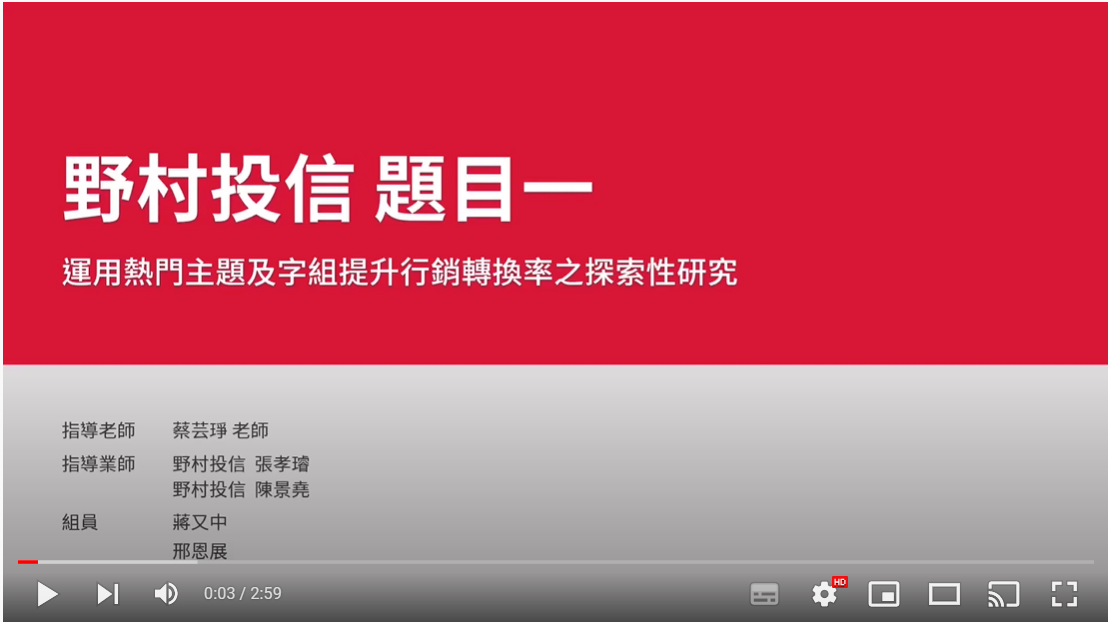 野村投信 題目一
運用熱門主題及字組提升行銷轉換率之探索性研究
指導老師 蔡芸琤 老師
指導業師 野村投信 張孝璿
野村投信 陳景堯
組員 蔣又中
邢恩展
0:03 / 2:59
HD